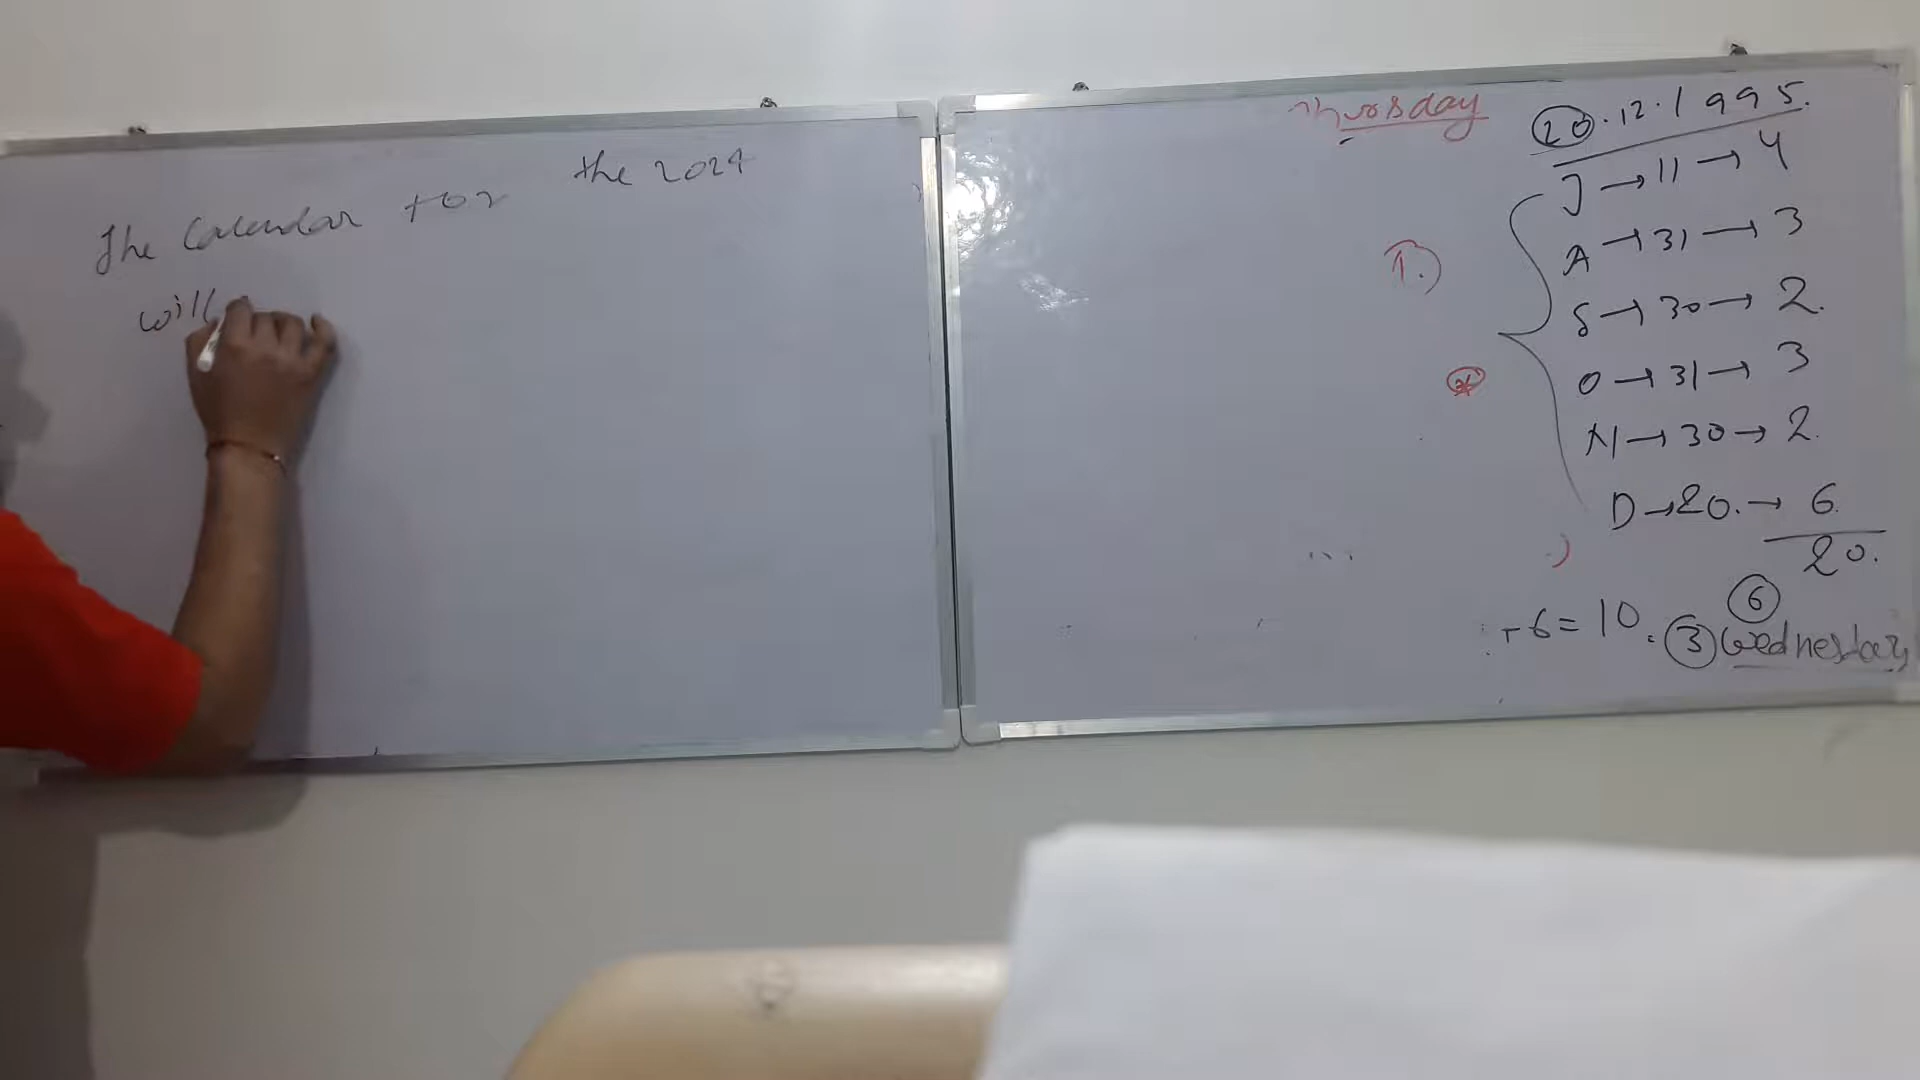 The Calendar for the 2024
will
Thursday
20.12.1995.
J → 11 → 4
A → 31 → 3
1.)
S → 30 → 2.
O → 31 → 3
N → 30 → 2.
D → 20. → 6.
20.
6
+6 = 10. = 3 Wednesday